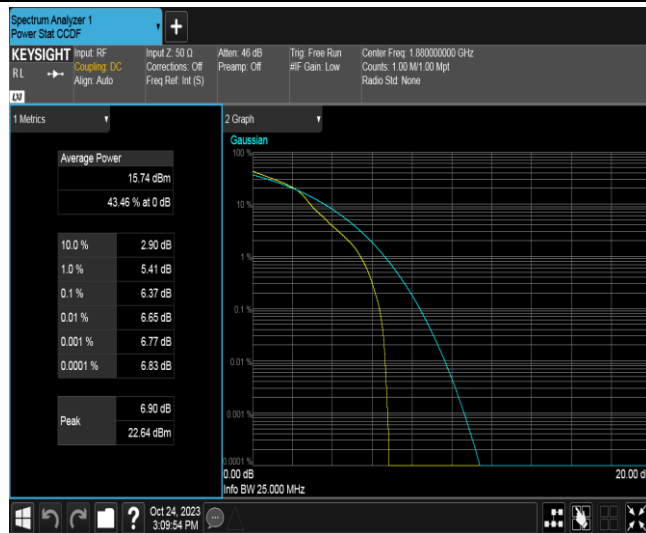 Spectrum Analyzer 1
Power Stat CCDF
+
KEYSIGHT
RL
Input: RF
Coupling: DC
Align: Auto
Input Z: 50 Ω
Corrections: Off
Freq Ref: Int (S)
Atten: 46 dB
Preamp: Off
Trig: Free Run
#IF Gain: Low
Center Freq: 1.880000000 GHz
Counts: 1.00 M/1.00 Mpt
Radio Std: None
1 Metrics
Average Power
15.74 dBm
43.46 % at 0 dB
10.0 % 2.90 dB
1.0 % 5.41 dB
0.1 % 6.37 dB
0.01 % 6.65 dB
0.001 % 6.77 dB
0.0001 % 6.83 dB
Peak
6.90 dB
22.64 dBm
2 Graph
Gaussian
100 %
10 %
1 %
0.1 %
0.01 %
0.001 %
0.0001 %
0.00 dB
20.00 d
Info BW 25.000 MHz
?
Oct 24, 2023
3:09:54 PM